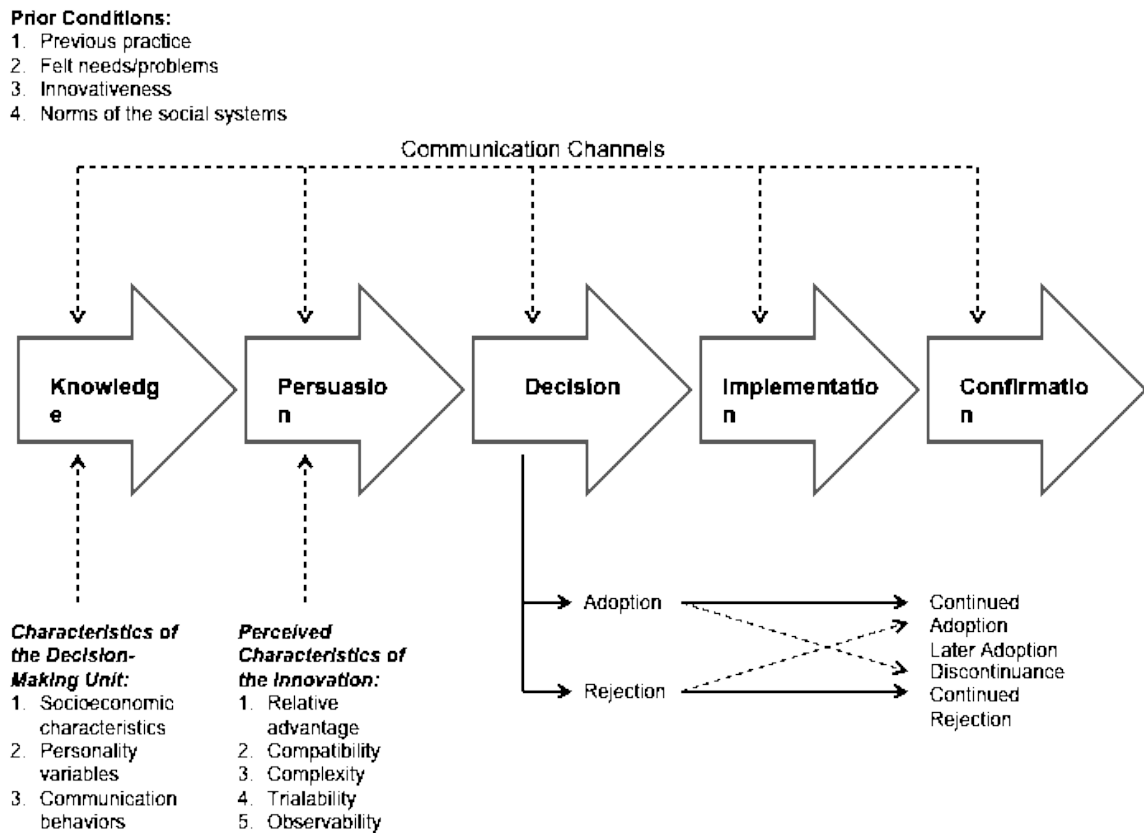 Prior Conditions:
1. Previous practice
2. Felt needs/problems
3. Innovativeness
4. Norms of the social systems
Communication Channels
Knowledg
e
Persuasio
n
Decision
Implementatio
n
Confirmatio
n
Adoption
Rejection
Continued
Adoption
Later Adoption
Discontinuance
Continued
Rejection
Characteristics of
the Decision-
Making Unit:
1. Socioeconomic
characteristics
2. Personality
variables
3. Communication
behaviors
Perceived
Characteristics of
the Innovation:
1. Relative
advantage
2. Compatibility
3. Complexity
4. Trialability
5. Observability